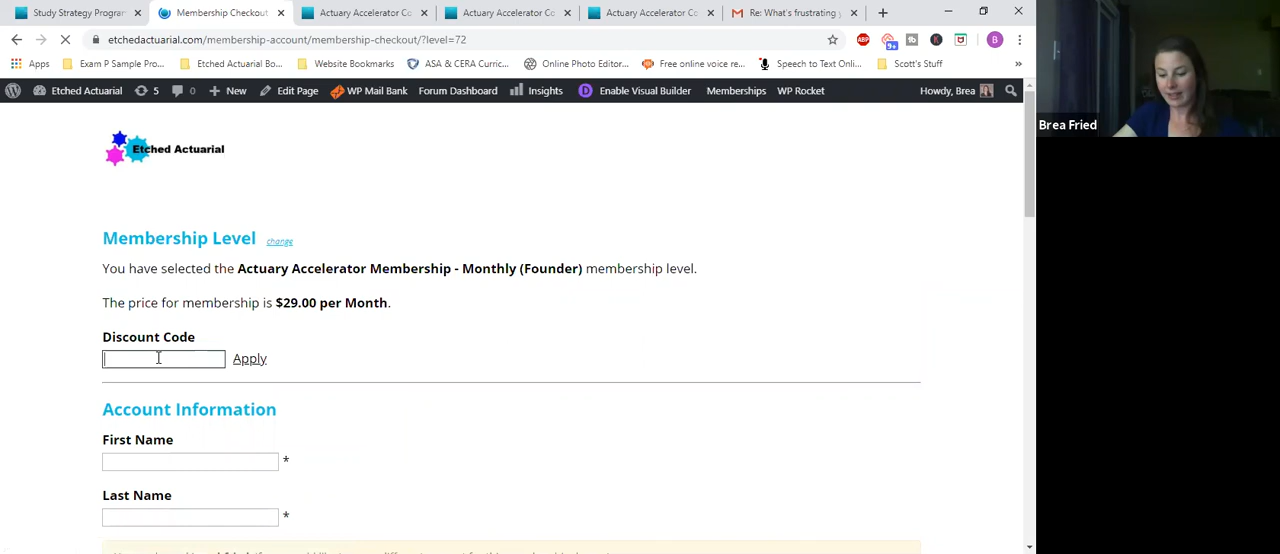 Study Strategy Program
Membership Checkout
Actuary Accelerator Co
Actuary Accelerator Co
Actuary Accelerator Co
Re: What's frustrating y
etchedactuarial.com/membership-account/membership-checkout/?level=72
ABP
9+
K
B
Apps
Exam P Sample Pro...
Etched Actuarial Bo...
Website Bookmarks
ASA & CERA Curric...
Online Photo Editor...
Free online voice re...
Speech to Text Onli...
Scott's Stuff
»
Etched Actuarial
5
0
New
Edit Page
WP Mail Bank
Forum Dashboard
Insights
D
Enable Visual Builder
Memberships
WP Rocket
Howdy, Brea
Brea Fried
Etched Actuarial
Membership Level change
You have selected the Actuary Accelerator Membership - Monthly (Founder) membership level.
The price for membership is $29.00 per Month.
Discount Code
Apply
Account Information
First Name
*
Last Name
*